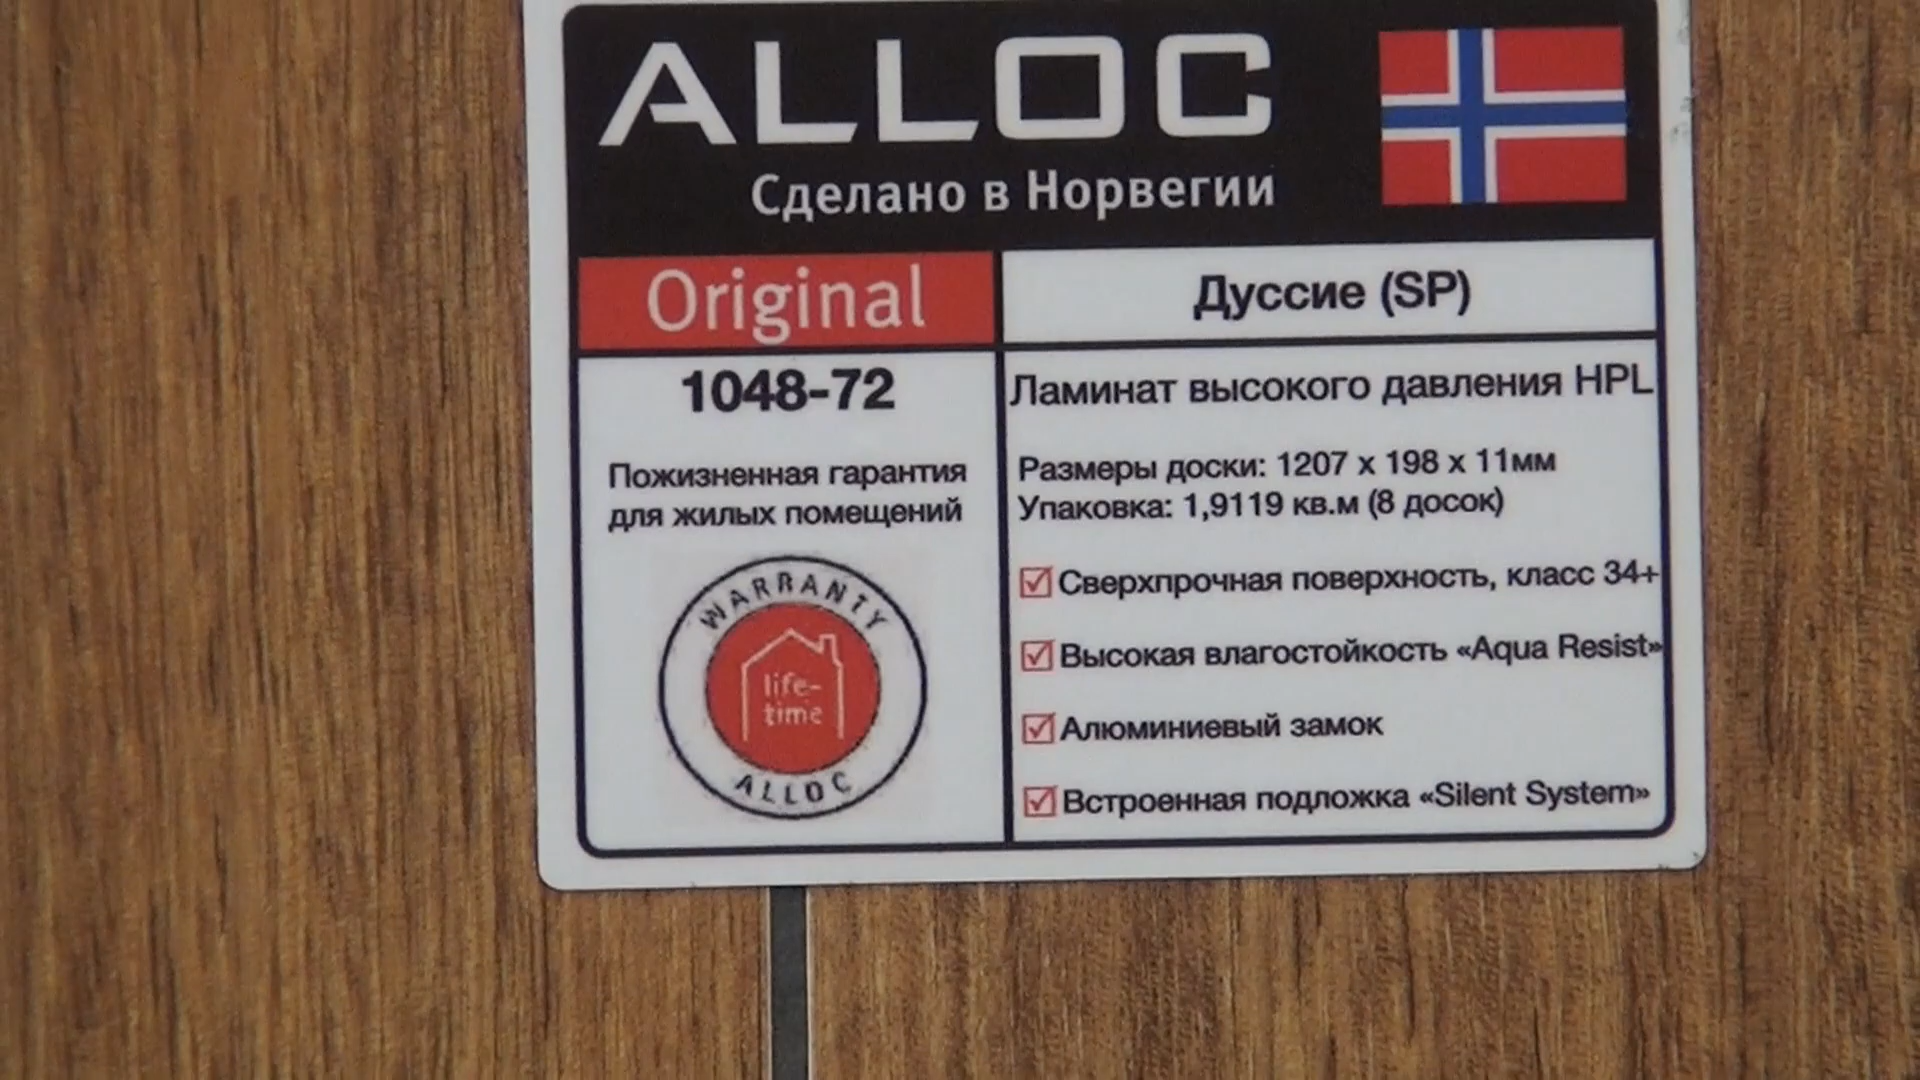 ALLOC
Сделано в Норвегии
Original
Дуссие (SP)
1048-72
Пожизненная гарантия
для жилых помещений
WARRANTY
life-
time
ALLOC
Ламинат высокого давления HPL
Размеры доски: 1207 x 198 x 11мм
Упаковка: 1,9119 кв.м (8 досок)
Сверхпрочная поверхность, класс 34+
Высокая влагостойкость «Aqua Resist»
Алюминиевый замок
Встроенная подложка «Silent System»